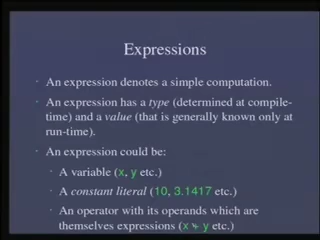 Expressions
• An expression denotes a simple computation.
• An expression has a type (determined at compile-
time) and a value (that is generally known only at
run-time).
• An expression could be:
• A variable (x, y etc.)
• A constant literal (10, 3.1417 etc.)
• An operator with its operands which are
themselves expressions (x + y etc.)